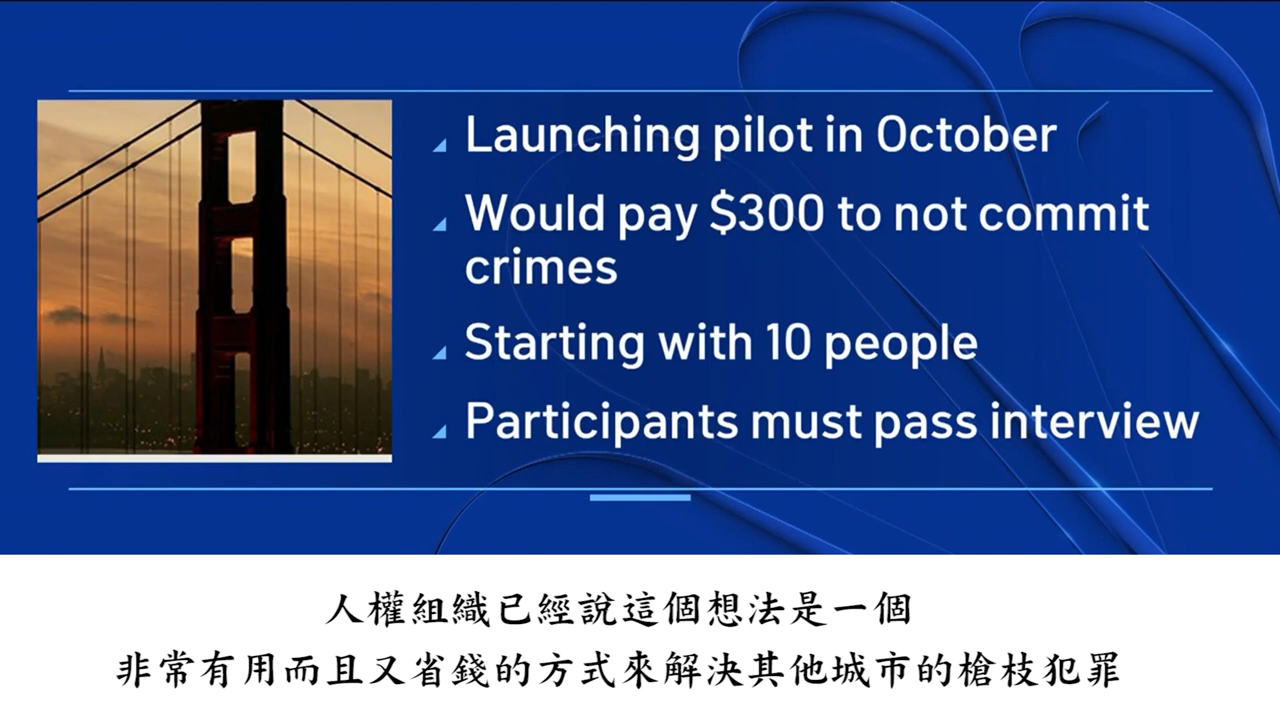 Launching pilot in October
Would pay $300 to not commit
crimes
Starting with 10 people
Participants must pass interview
人權組織已經說這個想法是一個
非常有用而且又省錢的方式來解決其他城市的槍枝犯罪